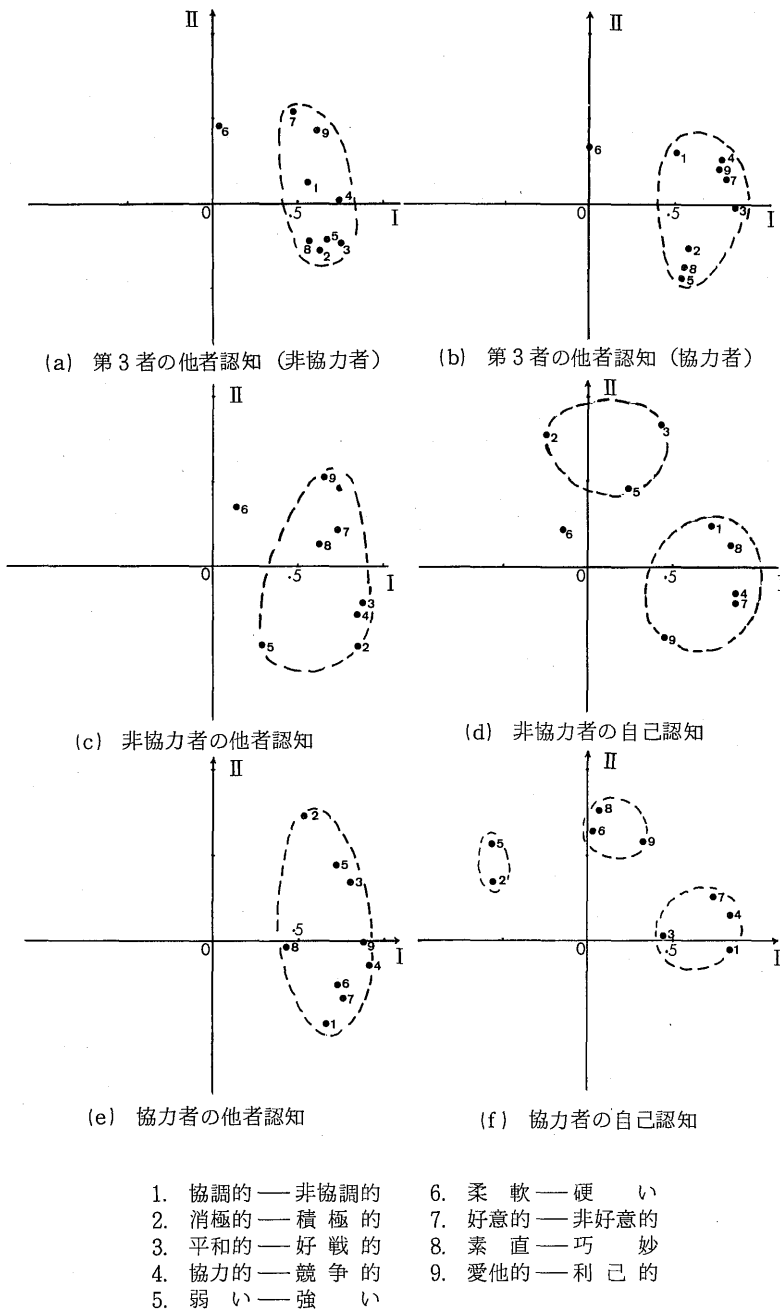 II
II
7
9
6
6
1
4
9
7
1
4
0
.5
I
0
.5
3
I
8
5
3
2
2
8
5
(a) 第3者の他者認知(非協力者)
(b) 第3者の他者認知(協力者)
II
II
2
3
9
5
6
7
8
6
1
8
0
.5
I
0
.5
I
3
4
4
7
5
2
9
(c) 非協力者の他者認知
(d) 非協力者の自己認知
II
II
2
8
6
5
9
5
3
2
7
4
.5
0
8
9
I
3
0
.5
1
I
4
6
7
1
(e) 協力者の他者認知
(f) 協力者の自己認知
1. 協調的——非協調的
2. 消極的——積極的
3. 平和的——好戦的
4. 協力的——競争的
5. 弱い——強い
6. 柔軟——硬い
7. 好意的——非好意的
8. 素直——巧妙
9. 愛他的——利己的